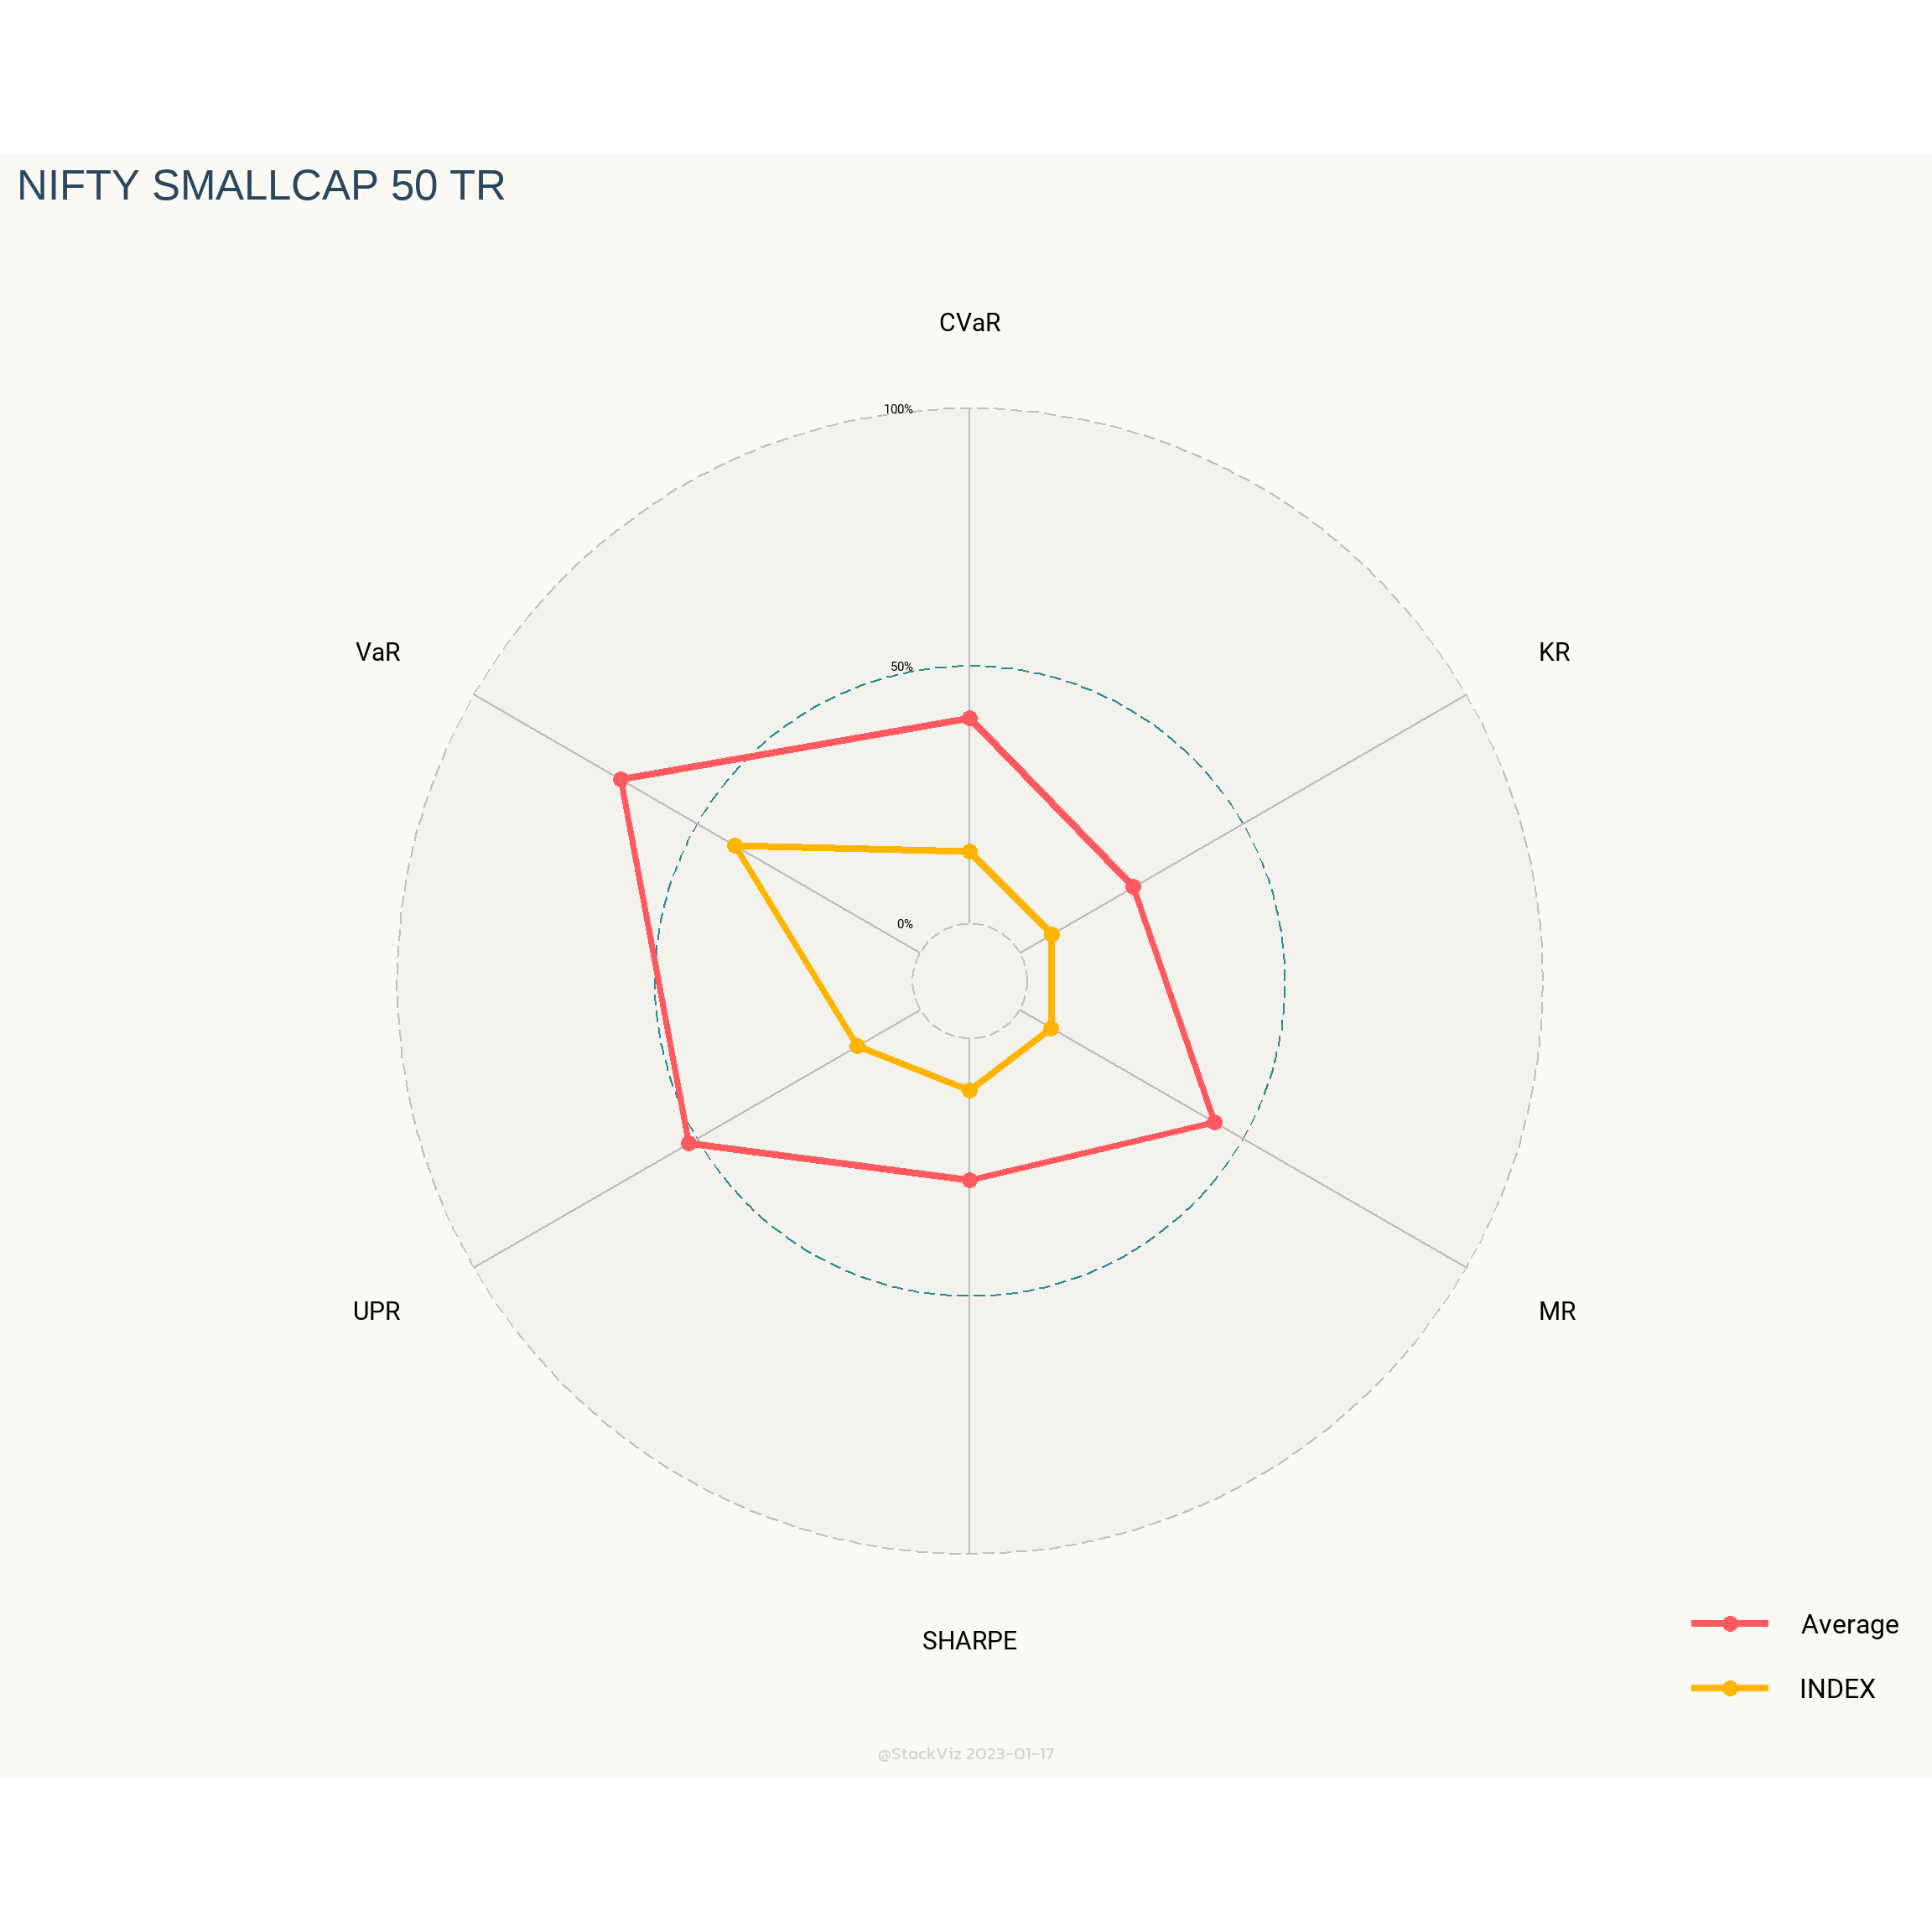 NIFTY SMALLCAP 50 TR
CVaR
100%
VaR
KR
50%
0%
UPR
MR
SHARPE
Average
INDEX
@StockViz 2023-01-17